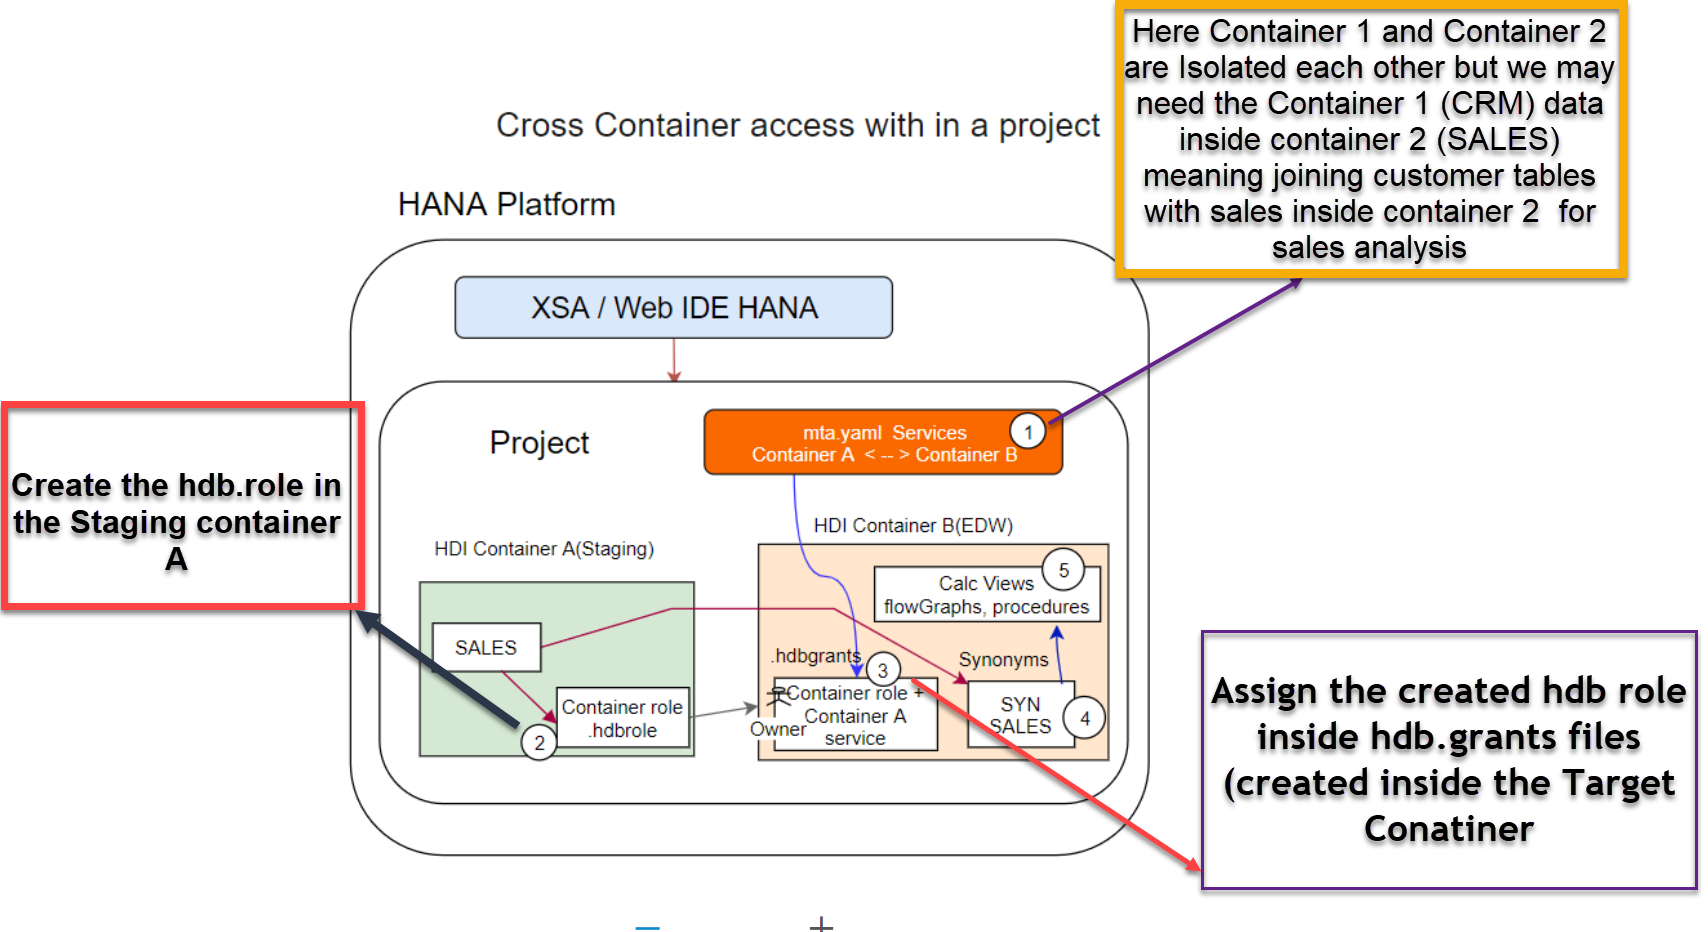 Here Container 1 and Container 2
are Isolated each other but we may
need the Container 1 (CRM) data
inside container 2 (SALES)
meaning joining customer tables
with sales inside container 2 for
sales analysis
Cross Container access with in a project
HANA Platform
XSA / Web IDE HANA
Project
mta.yaml Services
Container A < -- > Container B
1
Create the hdb.role in
the Staging container
A
HDI Container A(Staging)
SALES
Container role
.hdbrole
2
HDI Container B(EDW)
Calc Views
flowGraphs, procedures
5
.hdbgrants
3
Container role +
Container A
service
Owner
Synonyms
SYN
SALES
4
Assign the created hdb role
inside hdb.grants files
(created inside the Target
Conatiner